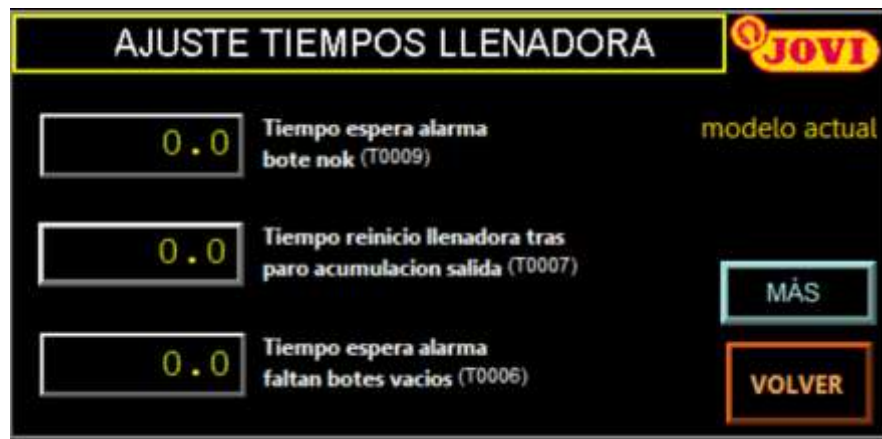 AJUSTE TIEMPOS LLENADORA
JOVI
0.0
Tiempo espera alarma
bote nok (T0009)
modelo actual
0.0
Tiempo reinicio llenadora tras
paro acumulacion salida (T0007)
MÁS
0.0
Tiempo espera alarma
faltan botes vacios (T0006)
VOLVER